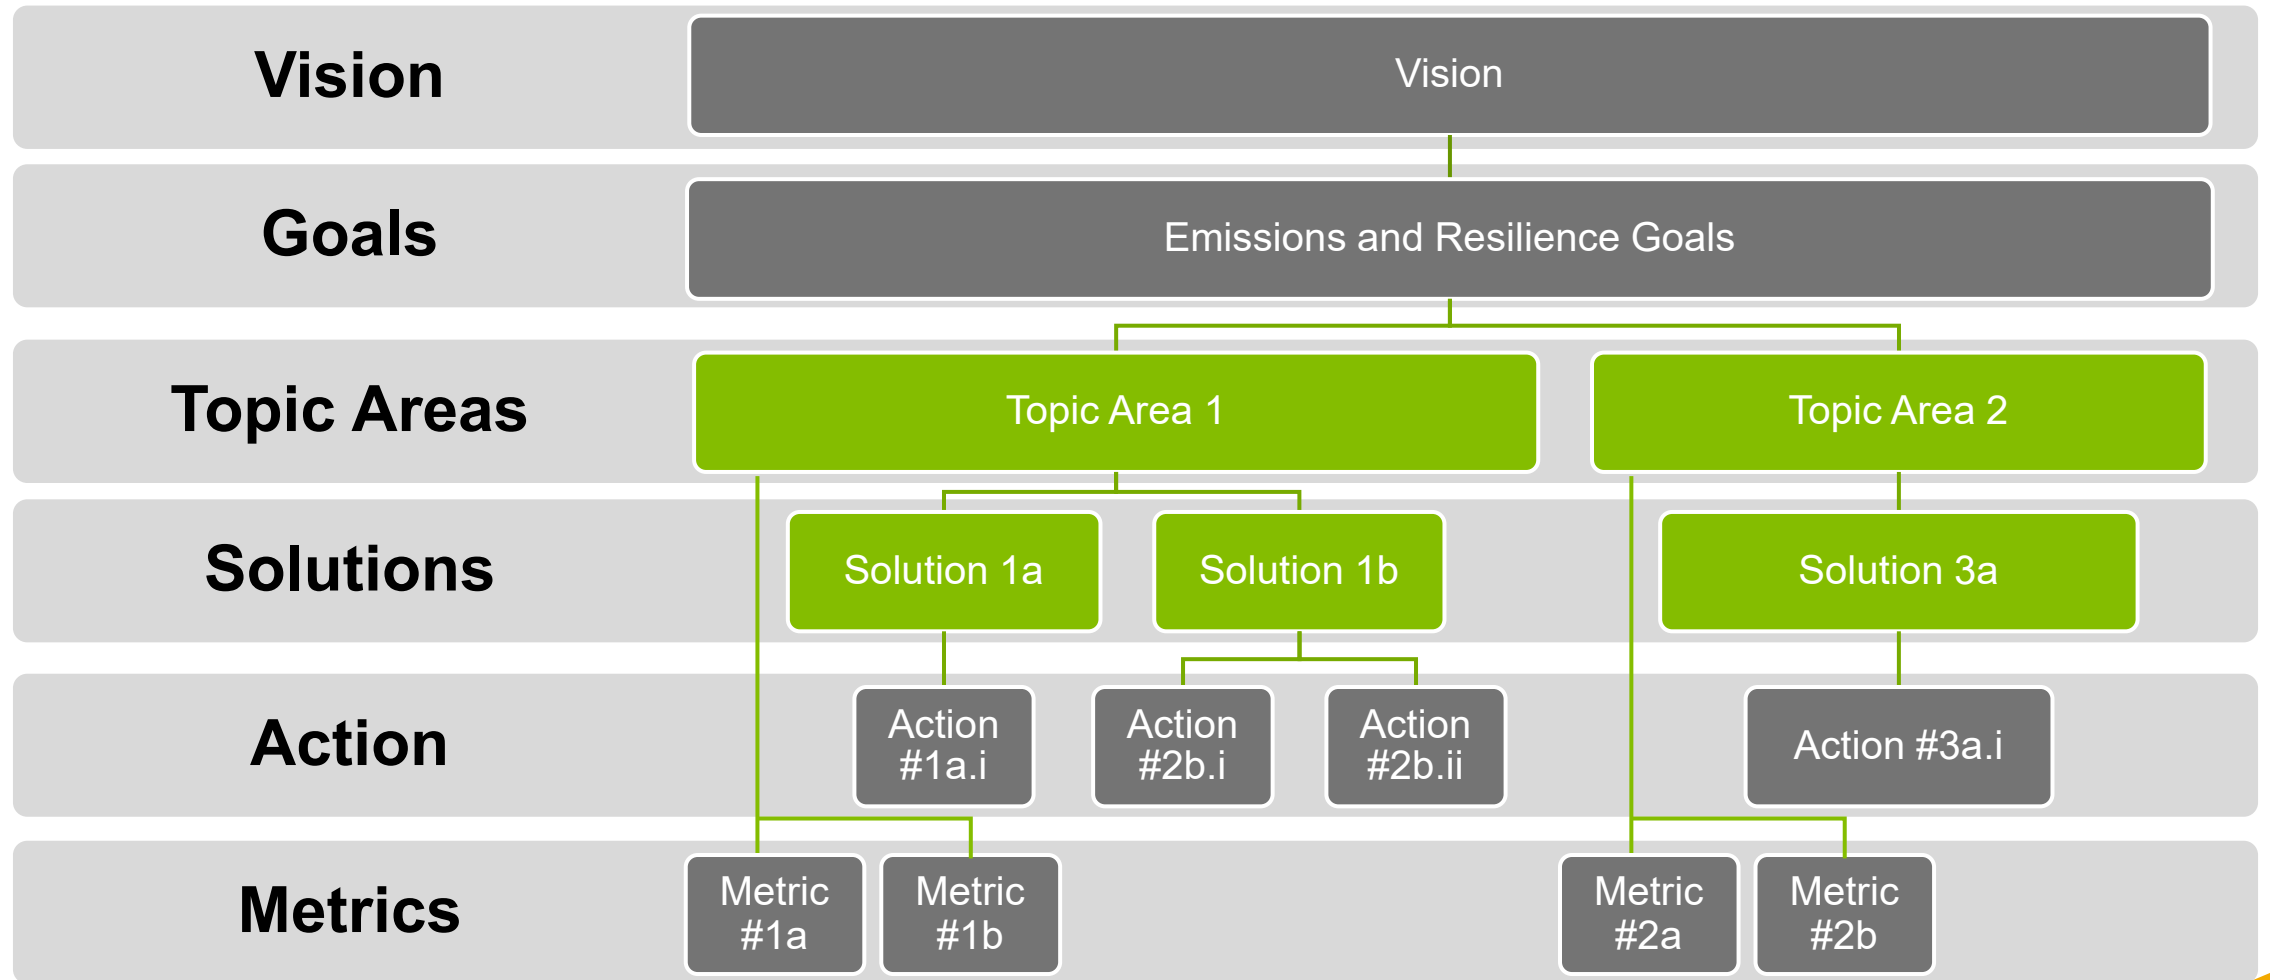 Vision
Vision
Goals
Emissions and Resilience Goals
Topic Areas
Topic Area 1
Topic Area 2
Solutions
Solution 1a
Solution 1b
Solution 3a
Action
Action
#1a.i
Action
#2b.i
Action
#2b.ii
Action #3a.i
Metrics
Metric
#1a
Metric
#1b
Metric
#2a
Metric
#2b